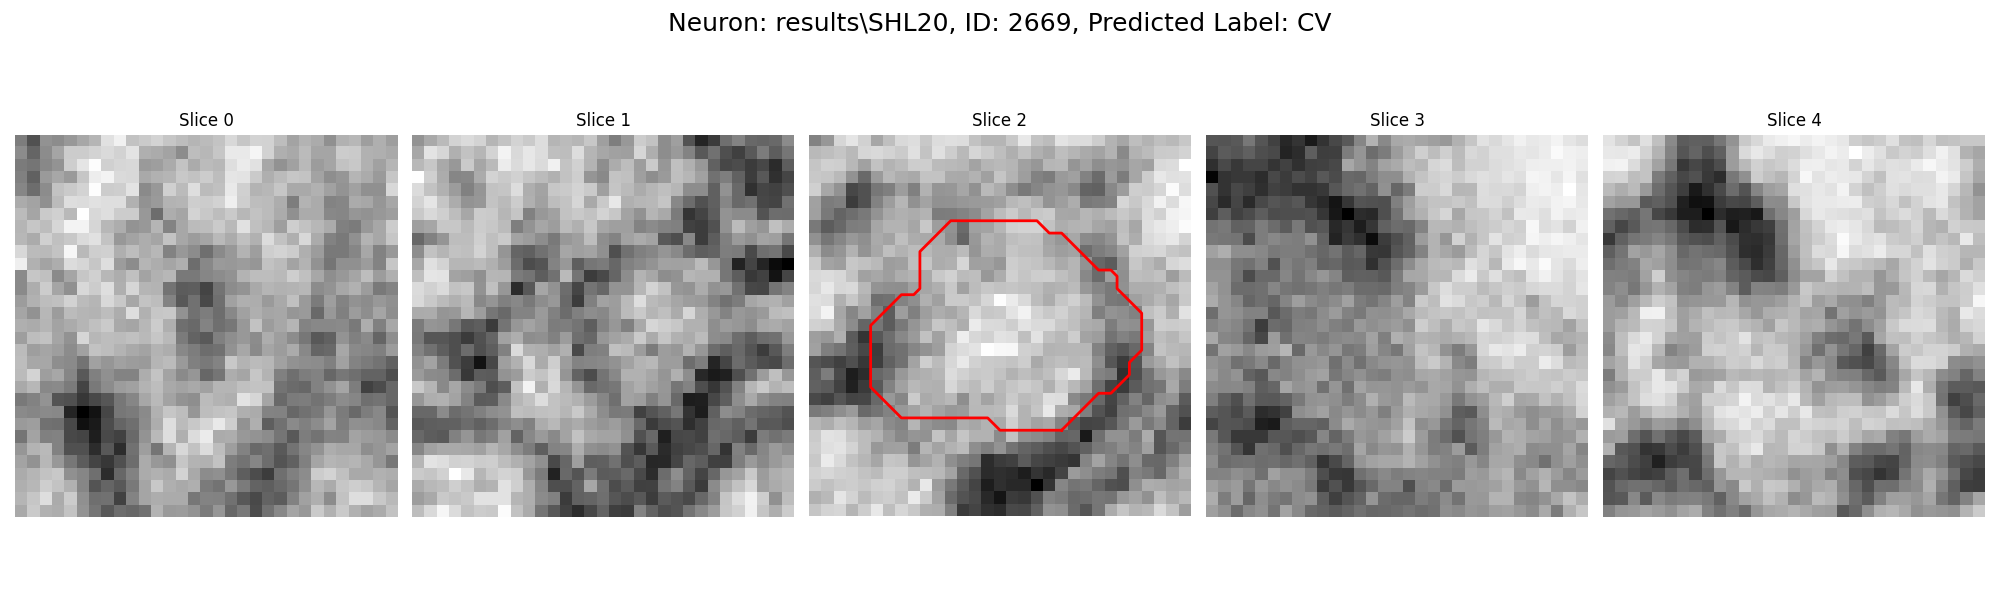 Neuron: results\SHL20, ID: 2669, Predicted Label: CV
Slice 0
Slice 1
Slice 2
Slice 3
Slice 4